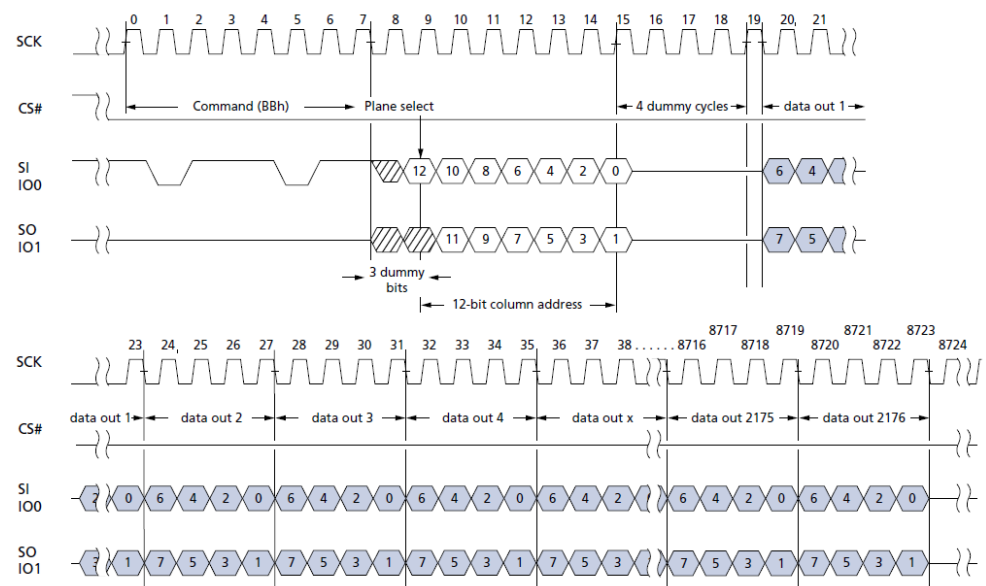 0 1 2 3 4 5 6 7 8 9 10 11 12 13 14 15 16 17 18 19 20 21
SCK
CS#
Command (BBh) Plane select 4 dummy cycles data out 1
SI
IO0
12 10 8 6 4 2 0 6 4
SO
IO1
11 9 7 5 3 1 7 5
3 dummy
bits
12-bit column address
8717 8719 8721 8723
23 24 25 26 27 28 29 30 31 32 33 34 35 36 37 38 ...... 8716 8718 8720 8722 8724
SCK
data out 1 data out 2 data out 3 data out 4 data out x data out 2175 data out 2176
CS#
SI
IO0
2 0 6 4 2 0 6 4 2 0 6 4 2 0 6 4 2 6 4 2 0 6 4 2 0
SO
IO1
3 1 7 5 3 1 7 5 3 1 7 5 3 1 7 5 3 7 5 3 1 7 5 3 1